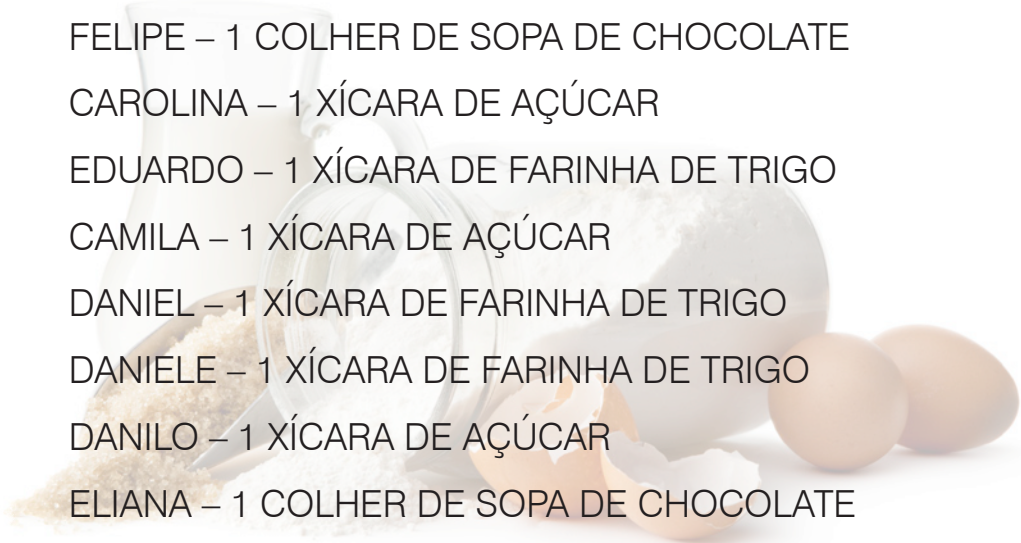 FELIPE – 1 COLHER DE SOPA DE CHOCOLATE
CAROLINA – 1 XÍCARA DE AÇÚCAR
EDUARDO – 1 XÍCARA DE FARINHA DE TRIGO
CAMILA – 1 XÍCARA DE AÇÚCAR
DANIEL – 1 XÍCARA DE FARINHA DE TRIGO
DANIELE – 1 XÍCARA DE FARINHA DE TRIGO
DANILO – 1 XÍCARA DE AÇÚCAR
ELIANA – 1 COLHER DE SOPA DE CHOCOLATE